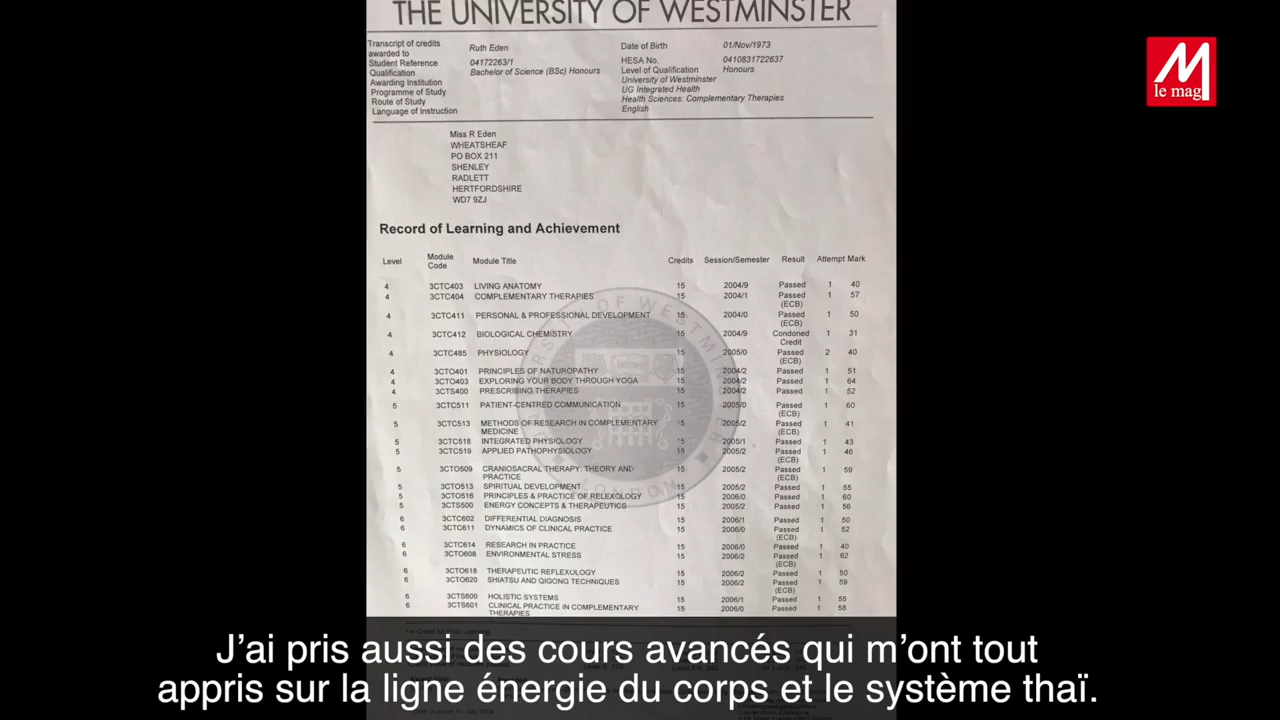 THE UNIVERSITY OF WESTMINSTER
Transcript of credits awarded to Ruth Eden
Student Reference 04172263/1
Qualification Bachelor of Science (BSc) Honours
Awarding Institution
Programme of Study
Route of Study
Language of Instruction
Date of Birth 01/Nov/1973
HESA No. 0410831722637
Level of Qualification Honours
University of Westminster
UG Integrated Health
Health Sciences: Complementary Therapies
English
M
le mag
Miss R Eden
WHEATSHEAF
PO BOX 211
SHENLEY
RADLETT
HERTFORDSHIRE
WD7 9ZJ
Record of Learning and Achievement
Level Module Code Module Title Credits Session/Semester Result Attempt Mark
4 3CTC403 LIVING ANATOMY 15 2004/9 Passed 1 40
4 3CTC404 COMPLEMENTARY THERAPIES 15 2004/1 Passed (ECB) 1 57
4 3CTC411 PERSONAL & PROFESSIONAL DEVELOPMENT 15 2004/0 Passed (ECB) 1 50
4 3CTC412 BIOLOGICAL CHEMISTRY 15 2004/9 Condoned Credit 1 31
4 3CTC485 PHYSIOLOGY 15 2005/0 Passed (ECB) 2 40
4 3CTO401 PRINCIPLES OF NATUROPATHY 15 2004/2 Passed 1 51
4 3CTO403 EXPLORING YOUR BODY THROUGH YOGA 15 2004/2 Passed 1 64
4 3CTS400 PRESCRIBING THERAPIES 15 2004/2 Passed 1 52
5 3CTC511 PATIENT-CENTRED COMMUNICATION 15 2005/0 Passed (ECB) 1 60
5 3CTC513 METHODS OF RESEARCH IN COMPLEMENTARY MEDICINE 15 2005/2 Passed (ECB) 1 41
5 3CTC518 INTEGRATED PHYSIOLOGY 15 2005/1 Passed 1 43
5 3CTC519 APPLIED PATHOPHYSIOLOGY 15 2005/2 Passed (ECB) 1 46
5 3CTO509 CRANIOSACRAL THERAPY: THEORY AND PRACTICE 15 2005/2 Passed (ECB) 1 59
5 3CTO513 SPIRITUAL DEVELOPMENT 15 2005/2 Passed 1 55
5 3CTO516 PRINCIPLES & PRACTICE OF RELEXOLOGY 15 2006/0 Passed 1 60
5 3CTS500 ENERGY CONCEPTS & THERAPEUTICS 15 2005/2 Passed 1 56
6 3CTC602 DIFFERENTIAL DIAGNOSIS 15 2006/1 Passed 1 50
6 3CTC611 DYNAMICS OF CLINICAL PRACTICE 15 2006/0 Passed (ECB) 1 52
6 3CTC614 RESEARCH IN PRACTICE 15 2006/0 Passed 1 40
6 3CTO608 ENVIRONMENTAL STRESS 15 2006/2 Passed (ECB) 1 62
6 3CTO618 THERAPEUTIC REFLEXOLOGY 15 2006/2 Passed 1 50
6 3CTO620 SHIATSU AND QIGONG TECHNIQUES 15 2006/2 Passed (ECB) 1 59
6 3CTS600 HOLISTIC SYSTEMS 15 2006/1 Passed 1 55
6 3CTS601 CLINICAL PRACTICE IN COMPLEMENTARY THERAPIES 15 2006/0 Passed 1 58
J'ai pris aussi des cours avancés qui m'ont tout
appris sur la ligne énergie du corps et le système thaï.